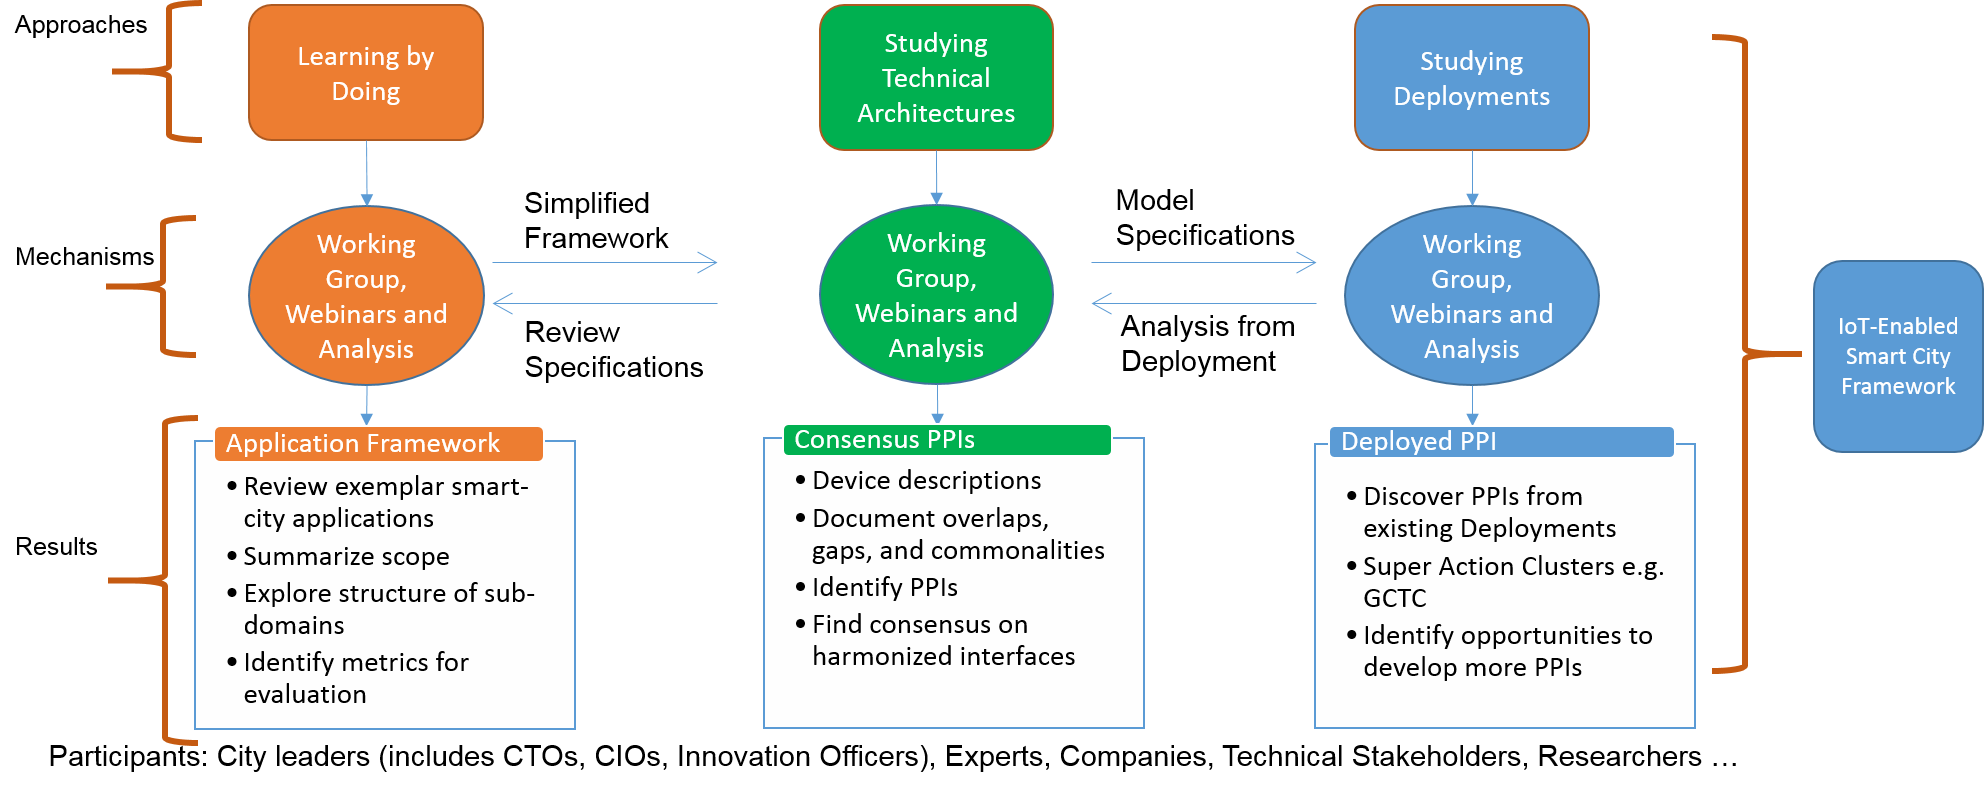 Approaches
Learning by
Doing
Studying
Technical
Architectures
Studying
Deployments
Mechanisms
Working
Group,
Webinars and
Analysis
Simplified
Framework
Review
Specifications
Working
Group,
Webinars and
Analysis
Model
Specifications
Analysis from
Deployment
Working
Group,
Webinars and
Analysis
IoT-Enabled
Smart City
Framework
Results
Application Framework
• Review exemplar smart-
city applications
• Summarize scope
• Explore structure of sub-
domains
• Identify metrics for
evaluation
Consensus PPIs
• Device descriptions
• Document overlaps,
gaps, and commonalities
• Identify PPIs
• Find consensus on
harmonized interfaces
Deployed PPI
• Discover PPIs from
existing Deployments
• Super Action Clusters e.g.
GCTC
• Identify opportunities to
develop more PPIs
Participants: City leaders (includes CTOs, CIOs, Innovation Officers), Experts, Companies, Technical Stakeholders, Researchers …